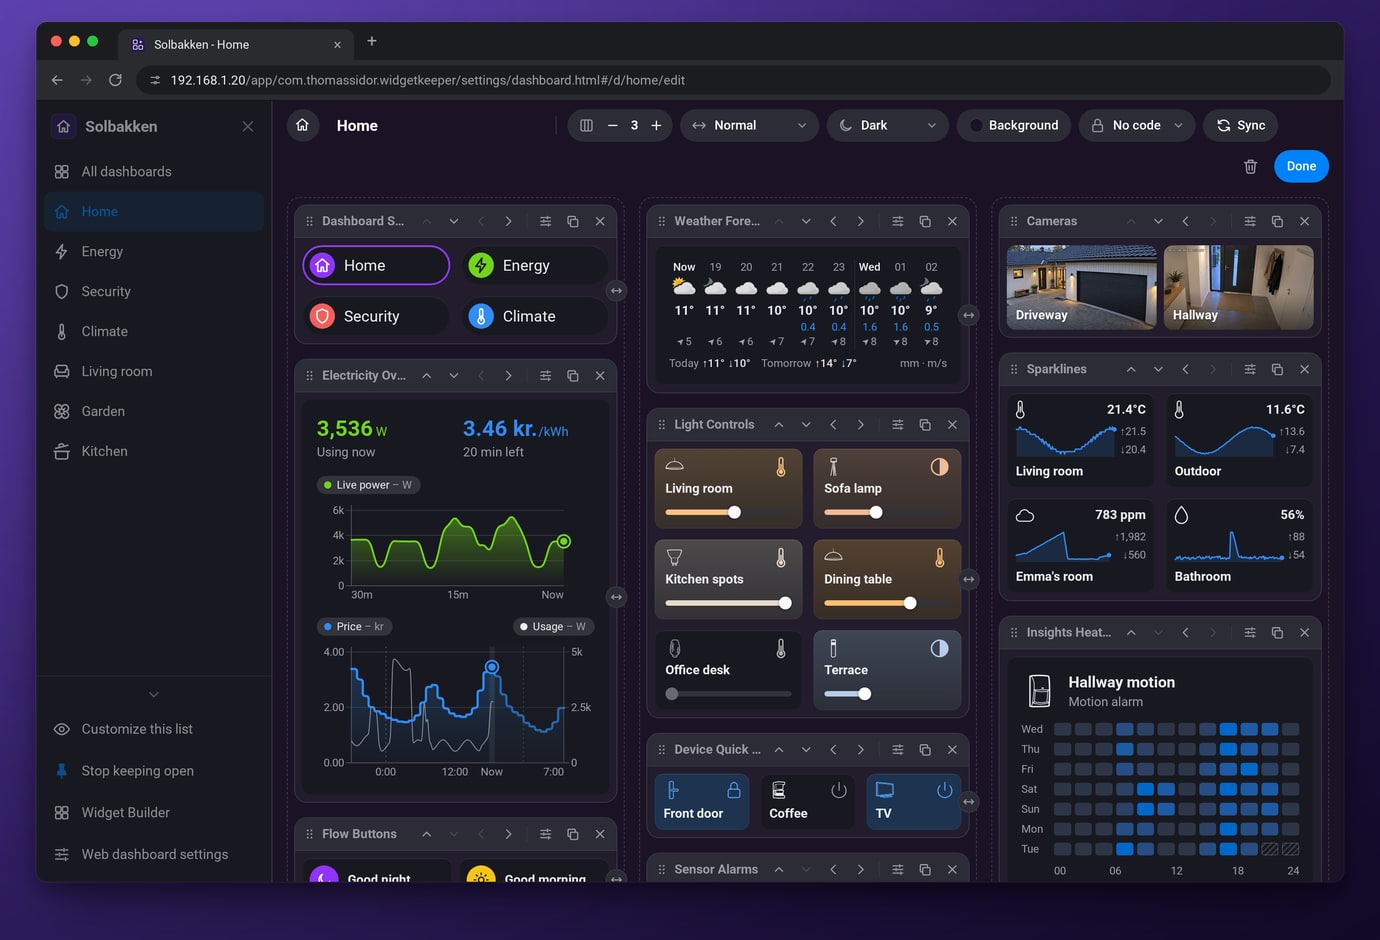 Solbakken - Home
192.168.1.20/app/com.thomassidor.widgetkeeper/settings/dashboard.html#/d/home/edit
Solbakken
All dashboards
Home
Energy
Security
Climate
Living room
Garden
Kitchen
Customize this list
Stop keeping open
Widget Builder
Web dashboard settings
Home
3
Normal
Dark
Background
No code
Sync
Done
Dashboard S...
Home
Energy
Security
Climate
Electricity Ov...
3,536 W
3.46 kr./kWh
Using now
20 min left
Live power – W
6k
4k
2k
0
30m 15m Now
Price – kr
Usage – W
4.00 5k
2.00 2.5k
0.00 0
0:00 12:00 Now 7:00
Flow Buttons
Good night
Good morning
Weather Fore...
Now 19 20 21 22 23 Wed 01 02
11° 11° 11° 10° 10° 10° 10° 10° 9°
0.4 0.4 1.6 1.6 0.5
5 6 6 7 7 8 8 8 8
Today ↑11° ↓10° Tomorrow ↑14° ↓7° mm · m/s
Light Controls
Living room
Sofa lamp
Kitchen spots
Dining table
Office desk
Terrace
Device Quick ...
Front door
Coffee
TV
Sensor Alarms
Cameras
Driveway
Hallway
Sparklines
21.4°C
↑21.5
↓20.4
Living room
11.6°C
↑13.6
↓7.4
Outdoor
783 ppm
↑1,982
↓560
Emma's room
56%
↑88
↓54
Bathroom
Insights Heat...
Hallway motion
Motion alarm
Wed
Thu
Fri
Sat
Sun
Mon
Tue
00 06 12 18 24